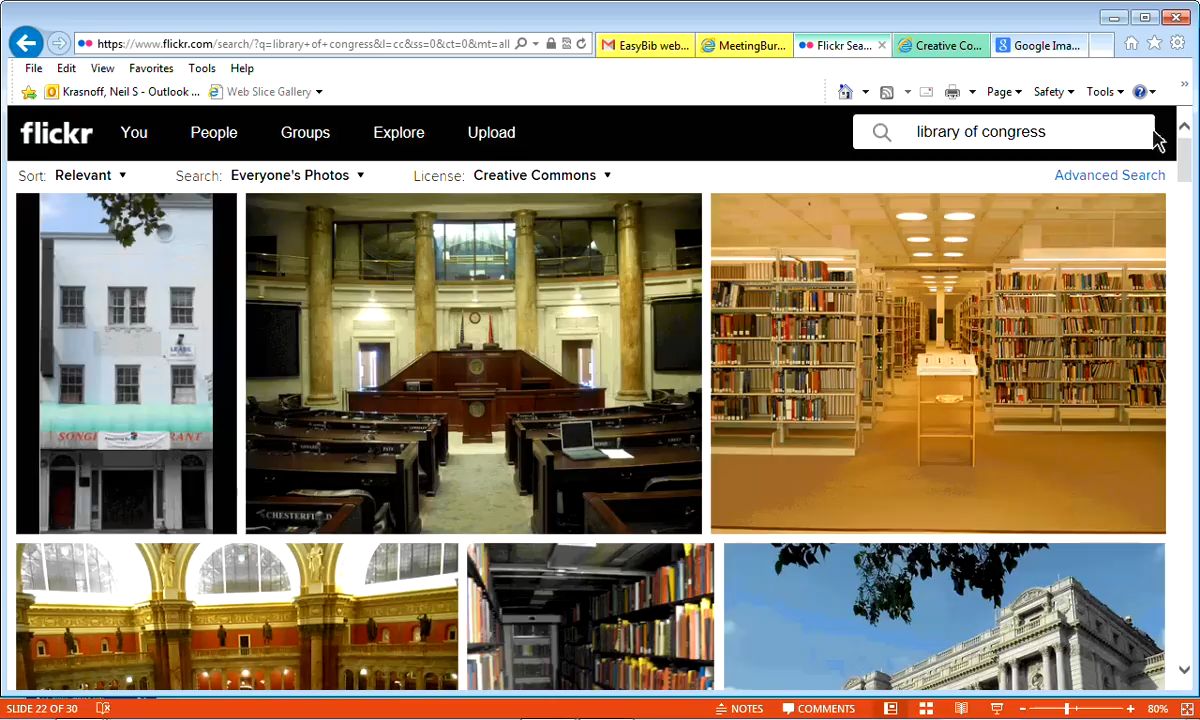 https://www.flickr.com/search/?q=library+of+congress&l=cc&ss=0&ct=0&mt=all
EasyBib web...
MeetingBur...
Flickr Sea...
Creative Co...
Google Ima...
File Edit View Favorites Tools Help
Krasnoff, Neil S - Outlook ...
Web Slice Gallery
Page
Safety
Tools
flickr
You
People
Groups
Explore
Upload
library of congress
Sort: Relevant
Search: Everyone's Photos
License: Creative Commons
Advanced Search
LEASE
CHESTERFIELD
SLIDE 22 OF 30
NOTES
COMMENTS
80%